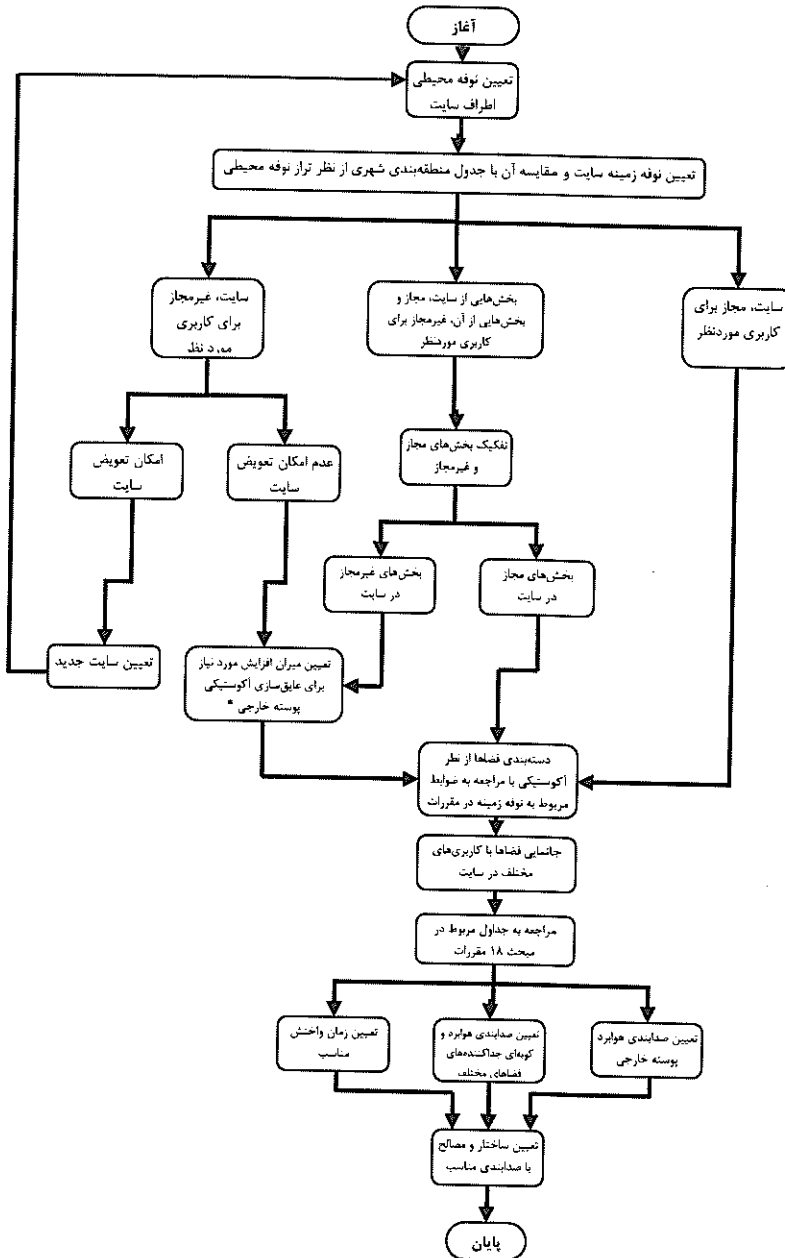 آغاز
تعیین نوفه محیطی
اطراف سایت
تعیین نوفه زمینه سایت و مقایسه آن با جدول منطقه‌بندی شهری از نظر تراز نوفه محیطی
سایت، مجاز برای
کاربری موردنظر
بخش‌هایی از سایت، مجاز و
بخش‌هایی از آن، غیرمجاز برای
کاربری موردنظر
سایت، غیرمجاز
برای کاربری
مورد نظر
تفکیک بخش‌های مجاز
و غیرمجاز
عدم امکان تعویض
سایت
امکان تعویض
سایت
بخش‌های مجاز
در سایت
بخش‌های غیرمجاز
در سایت
تعیین میزان افزایش مورد نیاز
برای عایق‌سازی آکوستیکی
پوسته خارجی *
تعیین سایت جدید
دسته‌بندی فضاها از نظر
آکوستیکی با مراجعه به ضوابط
مربوط به نوفه زمینه در مقررات
جانمایی فضاها با کاربری‌های
مختلف در سایت
مراجعه به جداول مربوط در
مبحث ۱۸ مقررات
تعیین صدابندی هوابرد
پوسته خارجی
تعیین صدابندی هوابرد و
کوبه‌ای جداکننده‌های
فضاهای مختلف
تعیین زمان واخنش
مناسب
تعیین ساختار و مصالح
با صدابندی مناسب
پایان